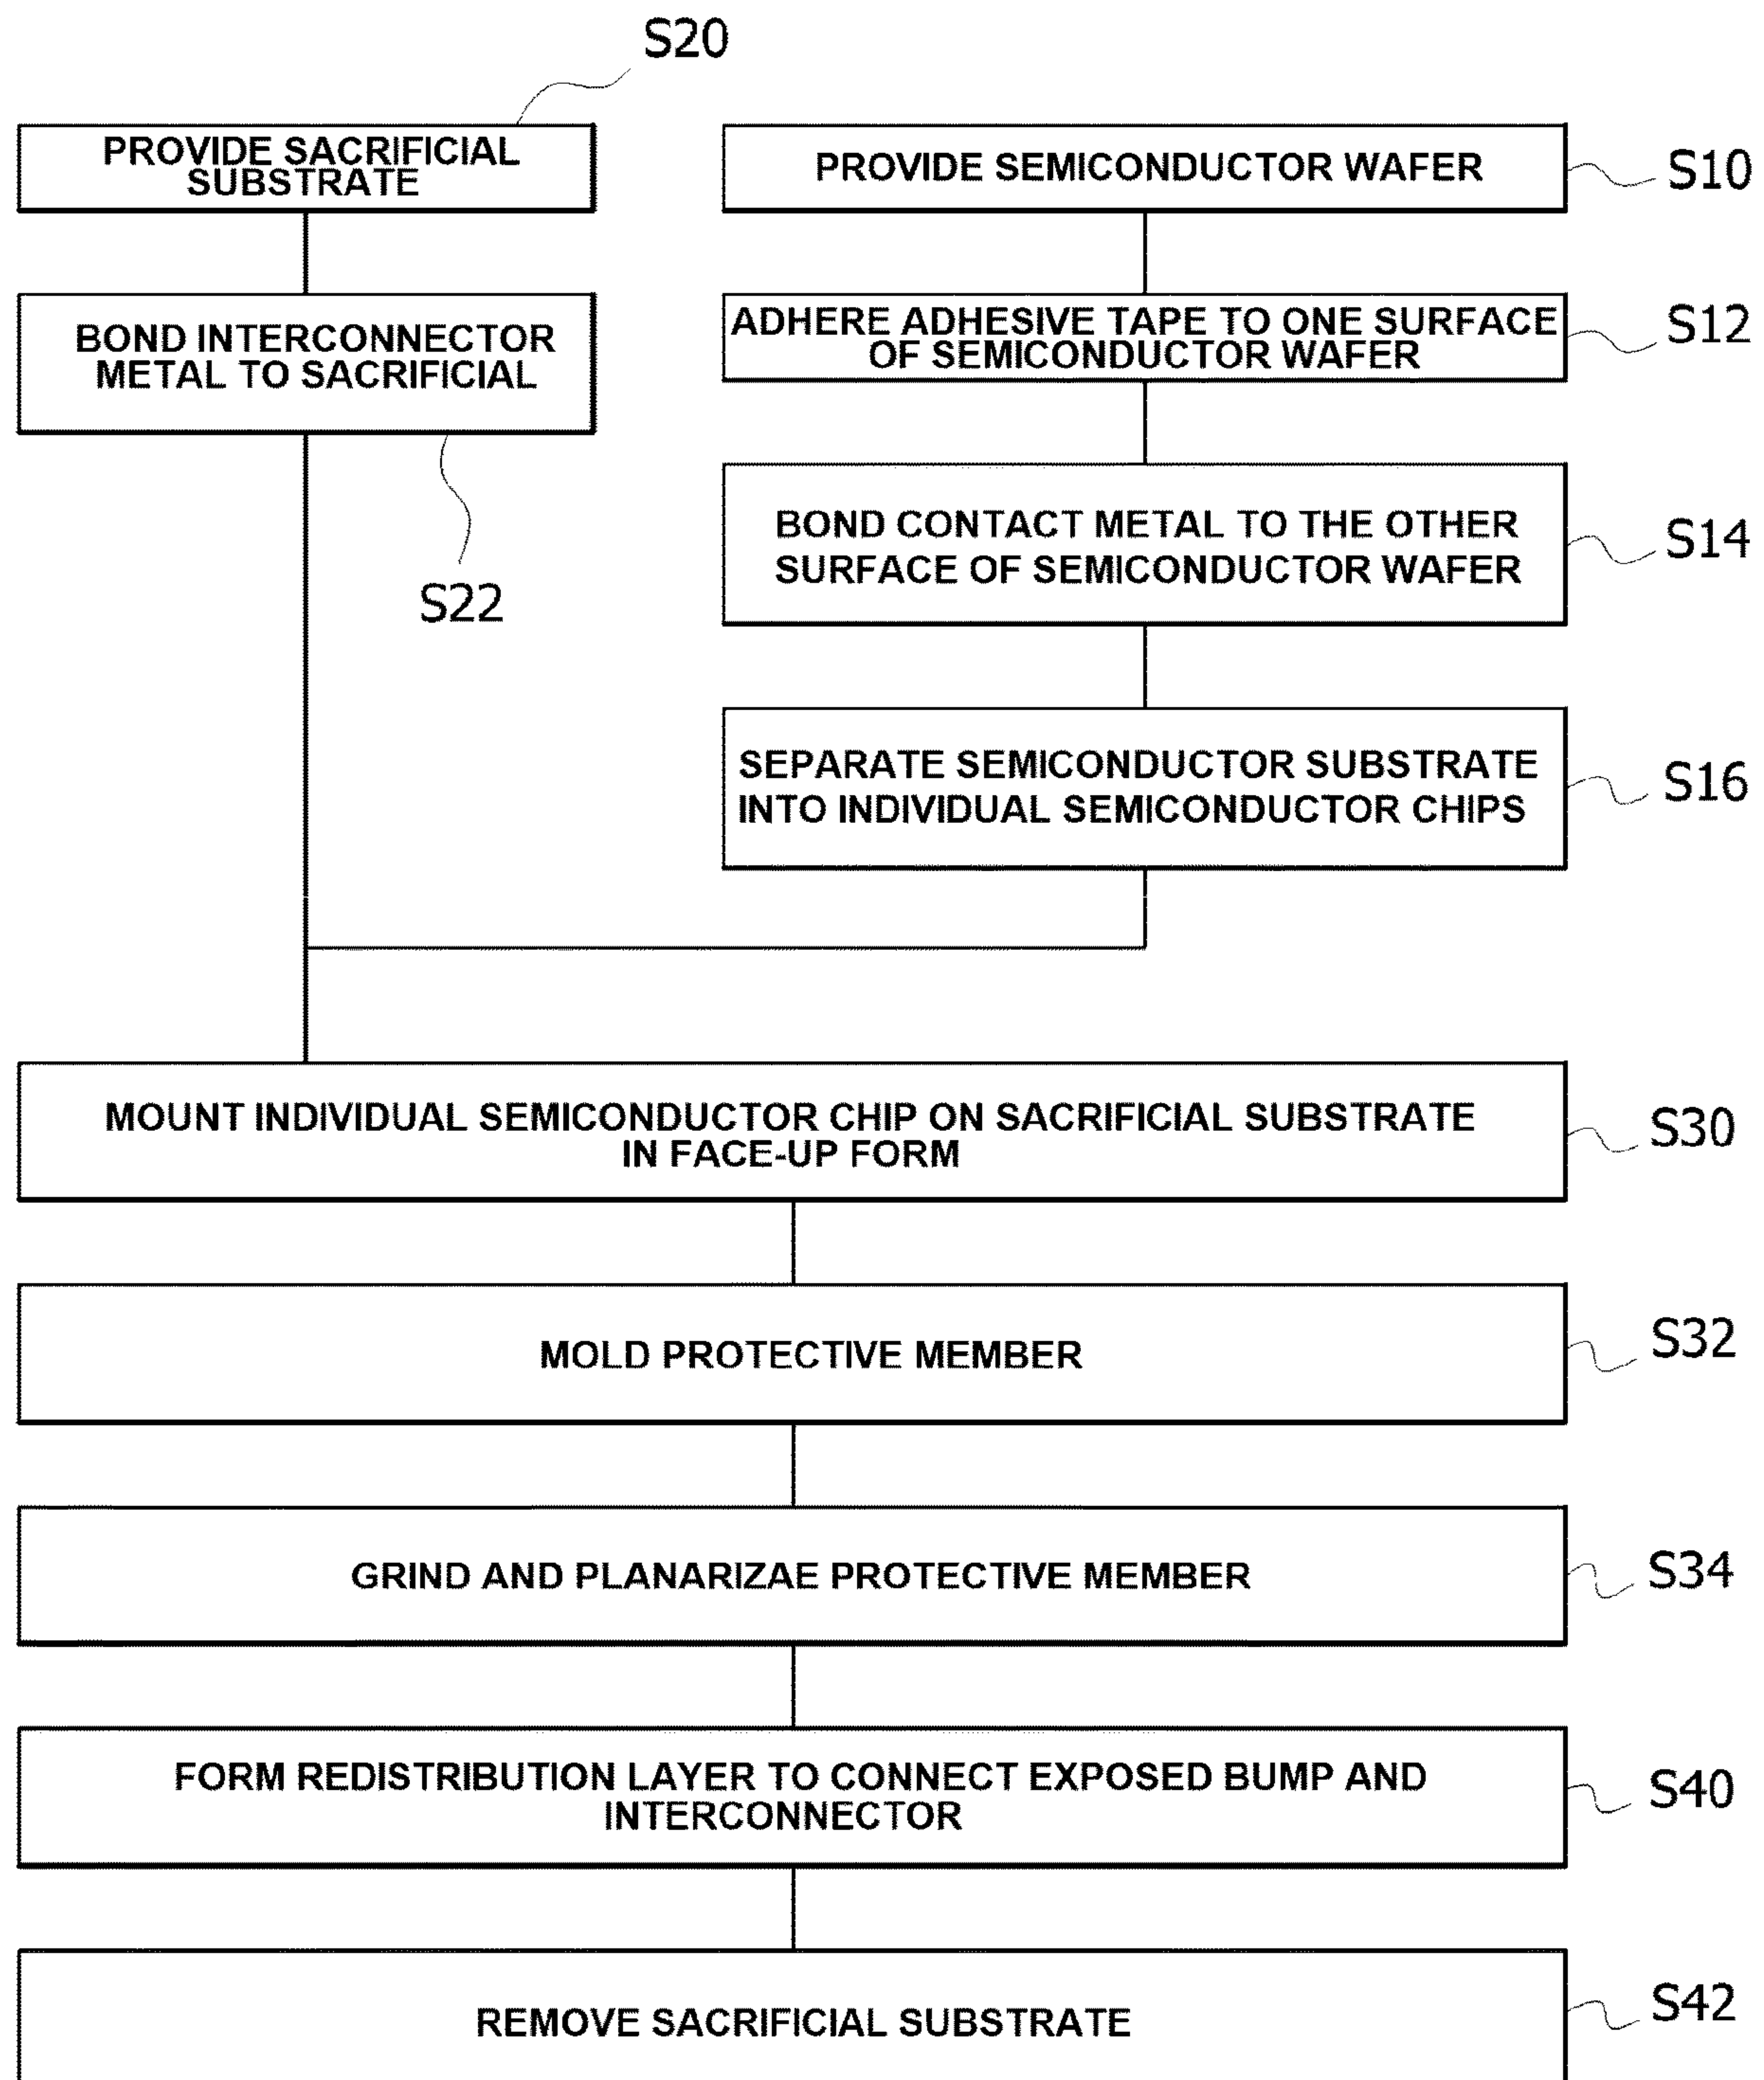 S20
PROVIDE SACRIFICIAL
SUBSTRATE
PROVIDE SEMICONDUCTOR WAFER
S10
BOND INTERCONNECTOR
METAL TO SACRIFICIAL
S22
ADHERE ADHESIVE TAPE TO ONE SURFACE
OF SEMICONDUCTOR WAFER
S12
BOND CONTACT METAL TO THE OTHER
SURFACE OF SEMICONDUCTOR WAFER
S14
SEPARATE SEMICONDUCTOR SUBSTRATE
INTO INDIVIDUAL SEMICONDUCTOR CHIPS
S16
MOUNT INDIVIDUAL SEMICONDUCTOR CHIP ON SACRIFICIAL SUBSTRATE
IN FACE-UP FORM
S30
MOLD PROTECTIVE MEMBER
S32
GRIND AND PLANARIZAE PROTECTIVE MEMBER
S34
FORM REDISTRIBUTION LAYER TO CONNECT EXPOSED BUMP AND
INTERCONNECTOR
S40
REMOVE SACRIFICIAL SUBSTRATE
S42